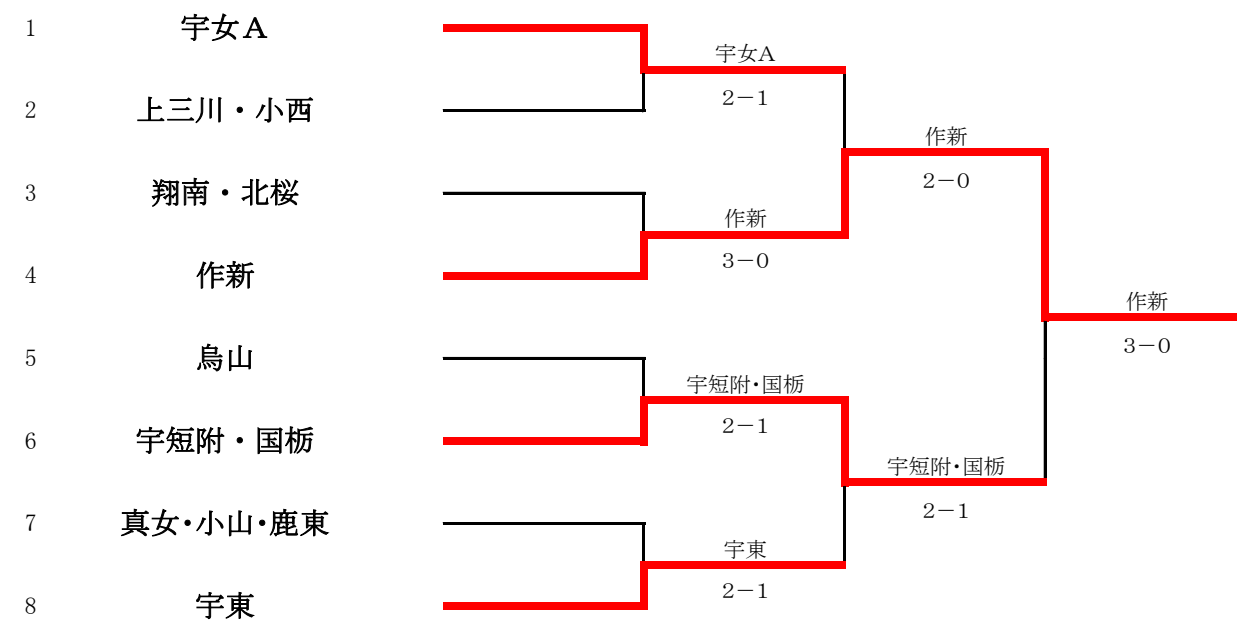 1 宇女A
宇女A
2－1
2 上三川・小西
作新
2－0
3 翔南・北桜
作新
3－0
4 作新
作新
3－0
5 烏山
宇短附・国栃
2－1
6 宇短附・国栃
宇短附・国栃
2－1
7 真女・小山・鹿東
宇東
2－1
8 宇東